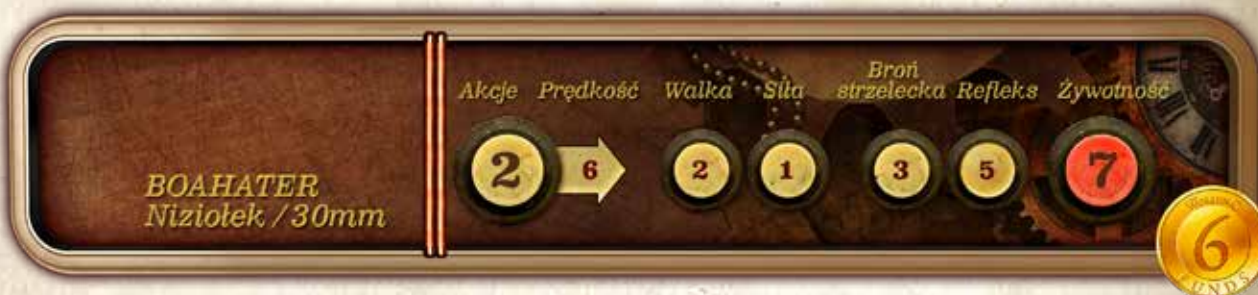 BOAHATER
Niziołek / 30mm
Akcje Prędkość Walka Siła Broń strzelecka Refleks Żywotność
2 6 2 1 3 5 7
6